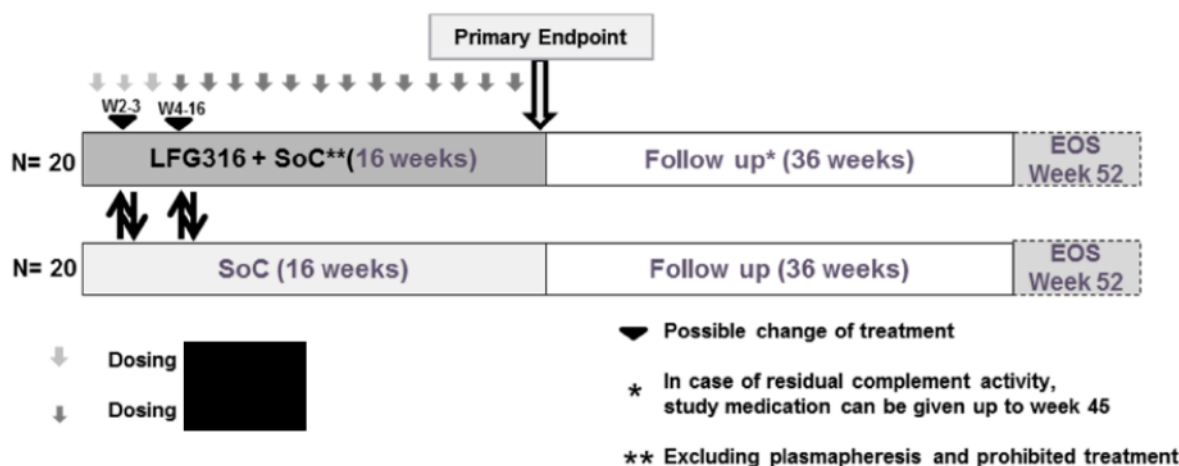 Primary Endpoint
W2-3 W4-16
N= 20 LFG316 + SoC**(16 weeks) Follow up* (36 weeks) EOS
Week 52
N= 20 SoC (16 weeks) Follow up (36 weeks) EOS
Week 52
Dosing
Dosing
Possible change of treatment
* In case of residual complement activity,
study medication can be given up to week 45
** Excluding plasmapheresis and prohibited treatment